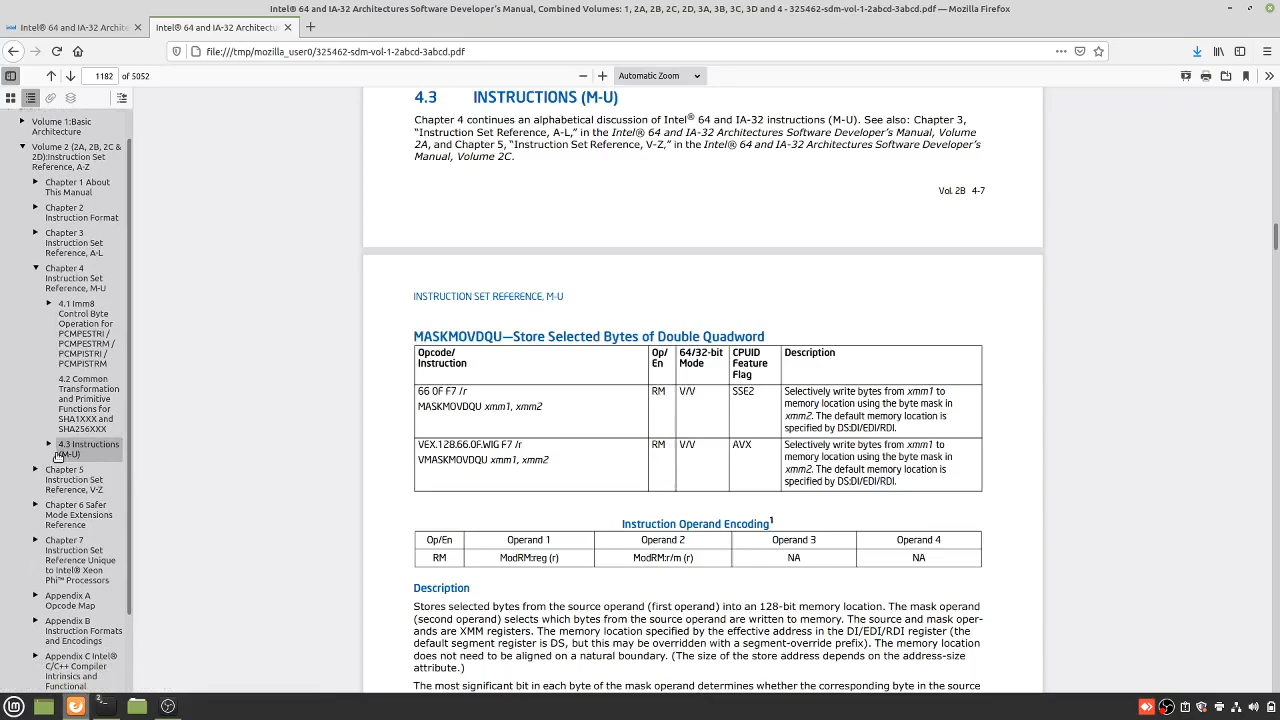 Intel® 64 and IA-32 Architectures Software Developer's Manual, Combined Volumes: 1, 2A, 2B, 2C, 2D, 3A, 3B, 3C, 3D and 4 - 325462-sdm-vol-1-2abcd-3abcd.pdf — Mozilla Firefox
Intel® 64 and IA-32 Archite
Intel® 64 and IA-32 Architectures
file:///tmp/mozilla_user0/325462-sdm-vol-1-2abcd-3abcd.pdf
1182 of 5052
Automatic Zoom
Volume 1:Basic
Architecture
Volume 2 (2A, 2B, 2C &
2D):Instruction Set
Reference, A-Z
Chapter 1 About
This Manual
Chapter 2
Instruction Format
Chapter 3
Instruction Set
Reference, A-L
Chapter 4
Instruction Set
Reference, M-U
4.1 Imm8
Control Byte
Operation for
PCMPESTRI /
PCMPESTRM /
PCMPISTRI /
PCMPISTRM
4.2 Common
Transformation
and Primitive
Functions for
SHA1XXX and
SHA256XXX
4.3 Instructions
(M-U)
Chapter 5
Instruction Set
Reference, V-Z
Chapter 6 Safer
Mode Extensions
Reference
Chapter 7
Instruction Set
Reference Unique
to Intel® Xeon
Phi™ Processors
Appendix A
Opcode Map
Appendix B
Instruction Formats
and Encodings
Appendix C Intel®
C/C++ Compiler
Intrinsics and
Functional
4.3 INSTRUCTIONS (M-U)
Chapter 4 continues an alphabetical discussion of Intel® 64 and IA-32 instructions (M-U). See also: Chapter 3,
“Instruction Set Reference, A-L,” in the Intel® 64 and IA-32 Architectures Software Developer’s Manual, Volume
2A, and Chapter 5, “Instruction Set Reference, V-Z,” in the Intel® 64 and IA-32 Architectures Software Developer’s
Manual, Volume 2C.
Vol. 2B 4-7
INSTRUCTION SET REFERENCE, M-U
MASKMOVDQU—Store Selected Bytes of Double Quadword
Opcode/
Instruction
Op/
En
64/32-bit
Mode
CPUID
Feature
Flag
Description
66 0F F7 /r
MASKMOVDQU xmm1, xmm2
RM
V/V
SSE2
Selectively write bytes from xmm1 to
memory location using the byte mask in
xmm2. The default memory location is
specified by DS:DI/EDI/RDI.
VEX.128.66.0F.WIG F7 /r
VMASKMOVDQU xmm1, xmm2
RM
V/V
AVX
Selectively write bytes from xmm1 to
memory location using the byte mask in
xmm2. The default memory location is
specified by DS:DI/EDI/RDI.
Instruction Operand Encoding1
Op/En Operand 1 Operand 2 Operand 3 Operand 4
RM ModRM:reg (r) ModRM:r/m (r) NA NA
Description
Stores selected bytes from the source operand (first operand) into an 128-bit memory location. The mask operand
(second operand) selects which bytes from the source operand are written to memory. The source and mask oper-
ands are XMM registers. The memory location specified by the effective address in the DI/EDI/RDI register (the
default segment register is DS, but this may be overridden with a segment-override prefix). The memory location
does not need to be aligned on a natural boundary. (The size of the store address depends on the address-size
attribute.)
The most significant bit in each byte of the mask operand determines whether the corresponding byte in the source